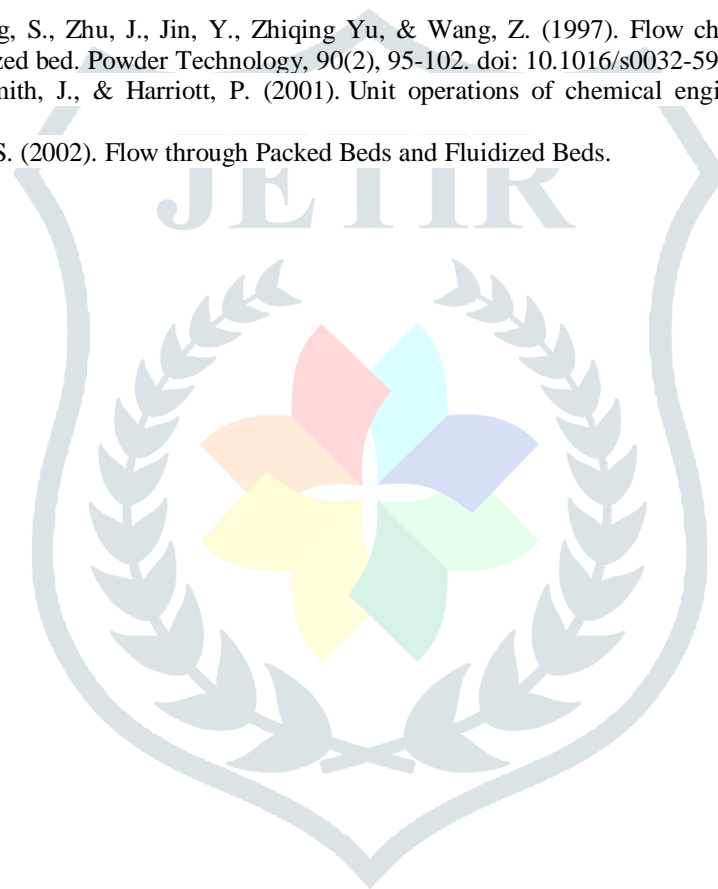 g, S., Zhu, J., Jin, Y., Zhiqing Yu, & Wang, Z. (1997). Flow ch
zed bed. Powder Technology, 90(2), 95-102. doi: 10.1016/s0032-59
mith, J., & Harriott, P. (2001). Unit operations of chemical engi
S. (2002). Flow through Packed Beds and Fluidized Beds.
JETIR